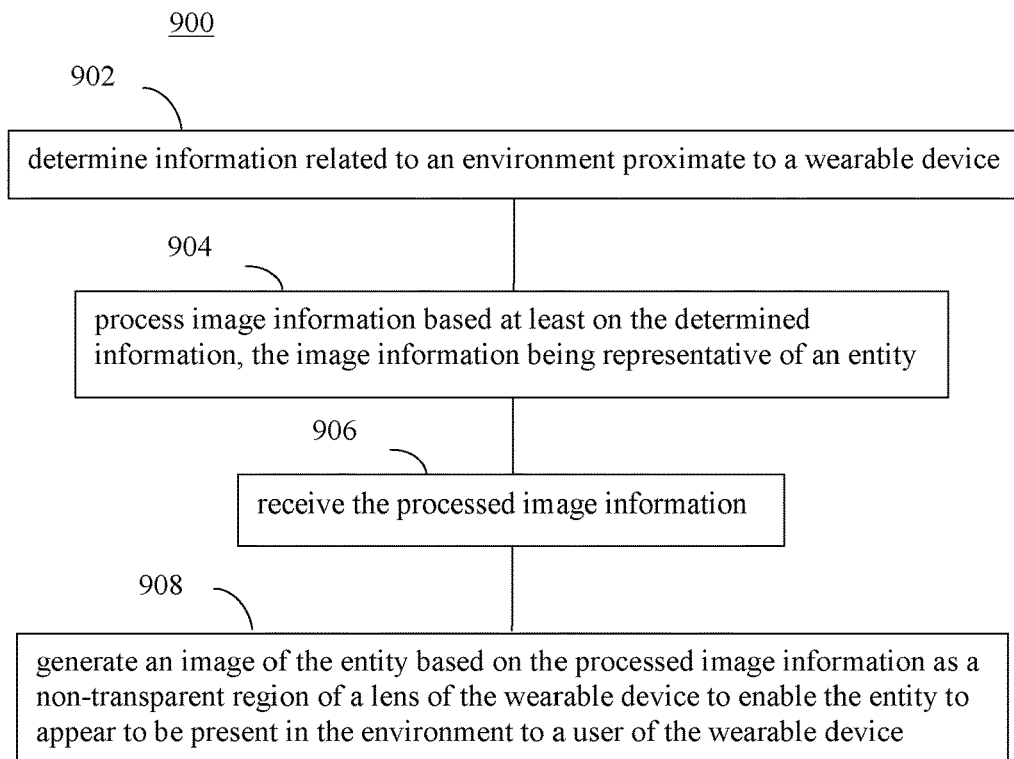 900
902
determine information related to an environment proximate to a wearable device
904
process image information based at least on the determined
information, the image information being representative of an entity
906
receive the processed image information
908
generate an image of the entity based on the processed image information as a
non-transparent region of a lens of the wearable device to enable the entity to
appear to be present in the environment to a user of the wearable device